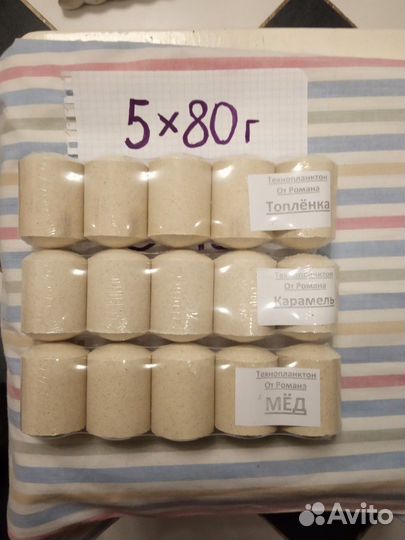 5×80г
Технопланктон
От Романа
Топлёнка
Технопланктон
От Романа
Карамель
Технопланктон
От Романа
МЁД
Avito